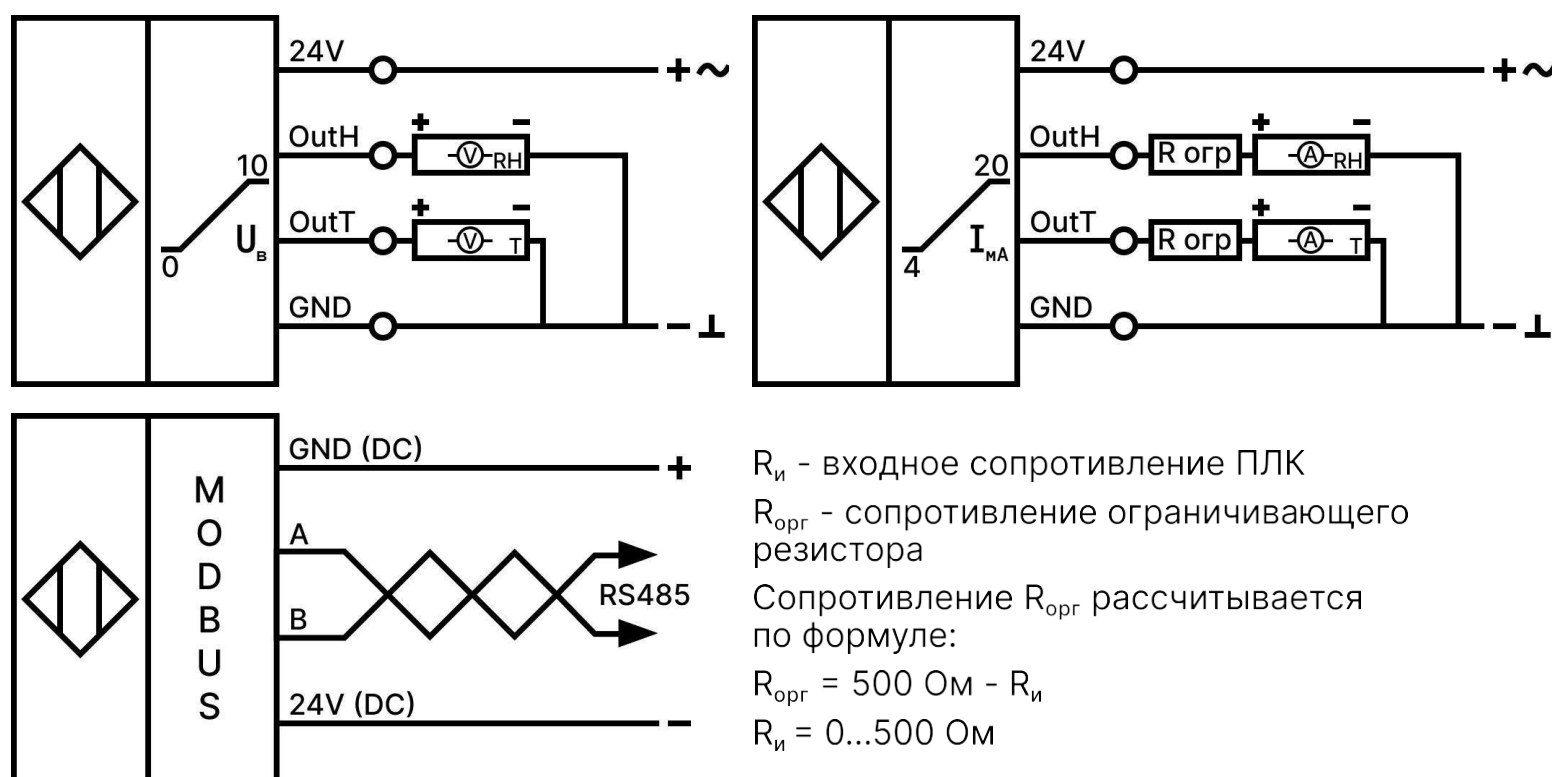 24V
+ ~
OutH
+ -
V RH
10
OutT
+ -
V T
0
Uв
GND
- ⊥
24V
+ ~
OutH
R огр
+ -
A RH
20
OutT
R огр
+ -
A T
4
IмА
GND
- ⊥
MODBUS
GND (DC)
+
A
RS485
B
24V (DC)
-
Rи - входное сопротивление ПЛК
Rорг - сопротивление ограничивающего
резистора
Сопротивление Rорг рассчитывается
по формуле:
Rорг = 500 Ом - Rи
Rи = 0...500 Ом